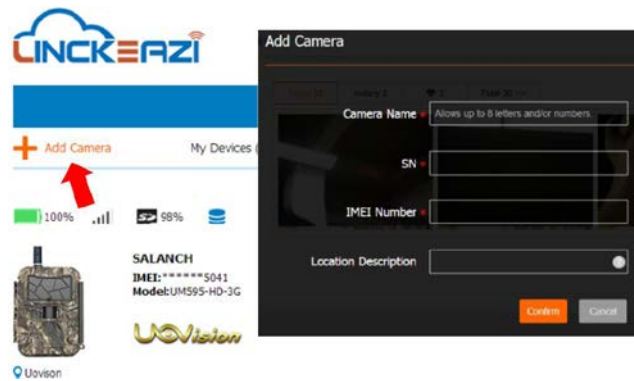 LINCKEAZI
Add Camera
My Devices (
100%
98%
SALANCH
IMEI:******5041
Model:UM595-HD-3G
UOVision
Uovison
Add Camera
Camera Name * Allows up to 8 letters and/or numbers.
SN *
IMEI Number *
Location Description
Confirm Cancel